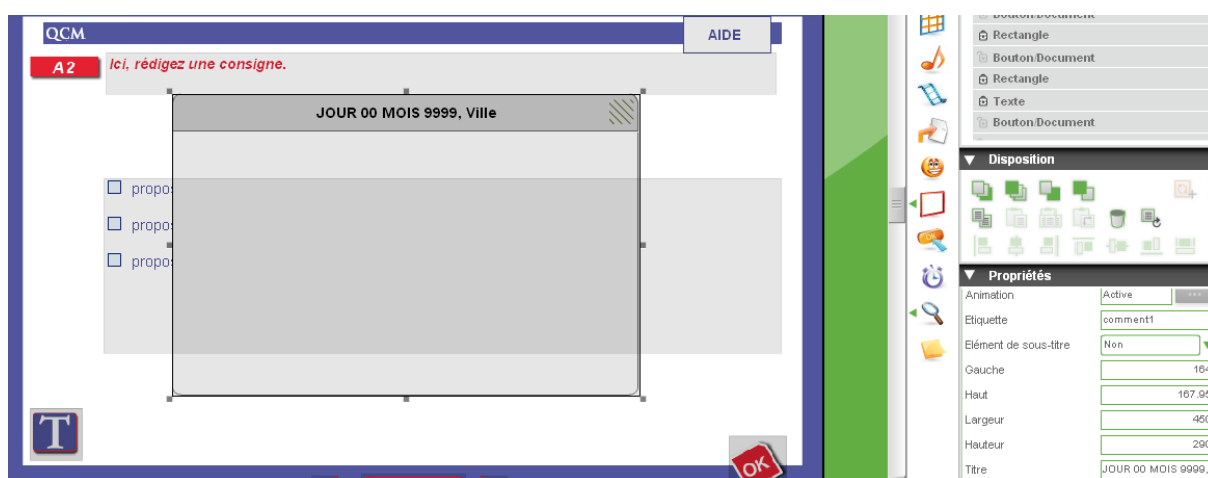 QCM
AIDE
A2
Ici, rédigez une consigne.
JOUR 00 MOIS 9999, Ville
propo
propo
propo
T
OK
Bouton/Document
Rectangle
Bouton/Document
Rectangle
Texte
Bouton/Document
Disposition
Propriétés
Animation Active ...
Etiquette comment1
Elément de sous-titre Non
Gauche 164
Haut 167.95
Largeur 450
Hauteur 290
Titre JOUR 00 MOIS 9999,